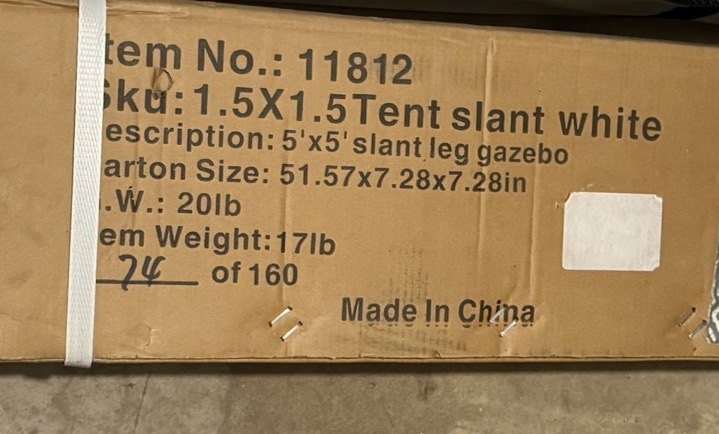 tem No.: 11812
Sku:1.5X1.5Tent slant white
escription: 5'x5' slant leg gazebo
arton Size: 51.57x7.28x7.28in
.W.: 20lb
em Weight:17lb
74 of 160
Made In China